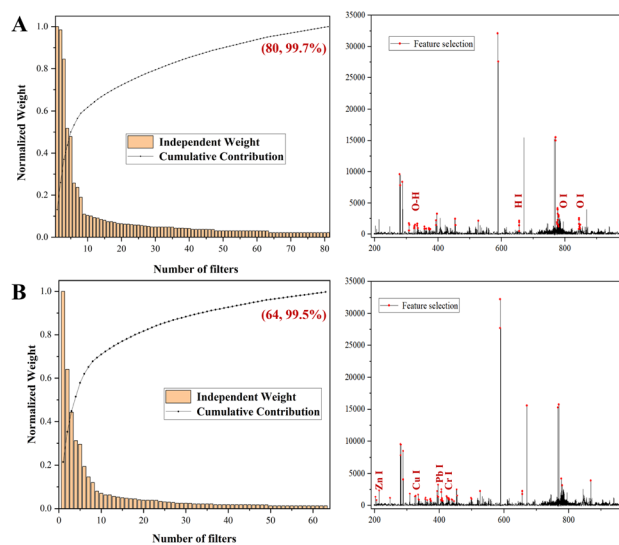 A
1.0
0.8
0.6
0.4
0.2
0.0
Normalized Weight
(80, 99.7%)
Independent Weight
Cumulative Contribution
10 20 30 40 50 60 70 80
Number of filters
35000
30000
25000
20000
15000
10000
5000
0
Feature selection
O-H
H I
O I
O I
200 400 600 800
B
1.0
0.8
0.6
0.4
0.2
0.0
Normalized Weight
(64, 99.5%)
Independent Weight
Cumulative Contribution
0 10 20 30 40 50 60
Number of filters
35000
30000
25000
20000
15000
10000
5000
0
Feature selection
Zn I
Cu I
Pb I
Cr I
200 400 600 800